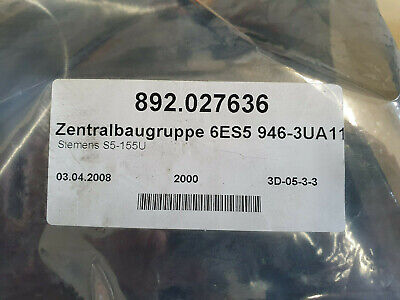 892.027636
Zentralbaugruppe 6ES5 946-3UA11
Siemens S5-155U
03.04.2008 2000 3D-05-3-3